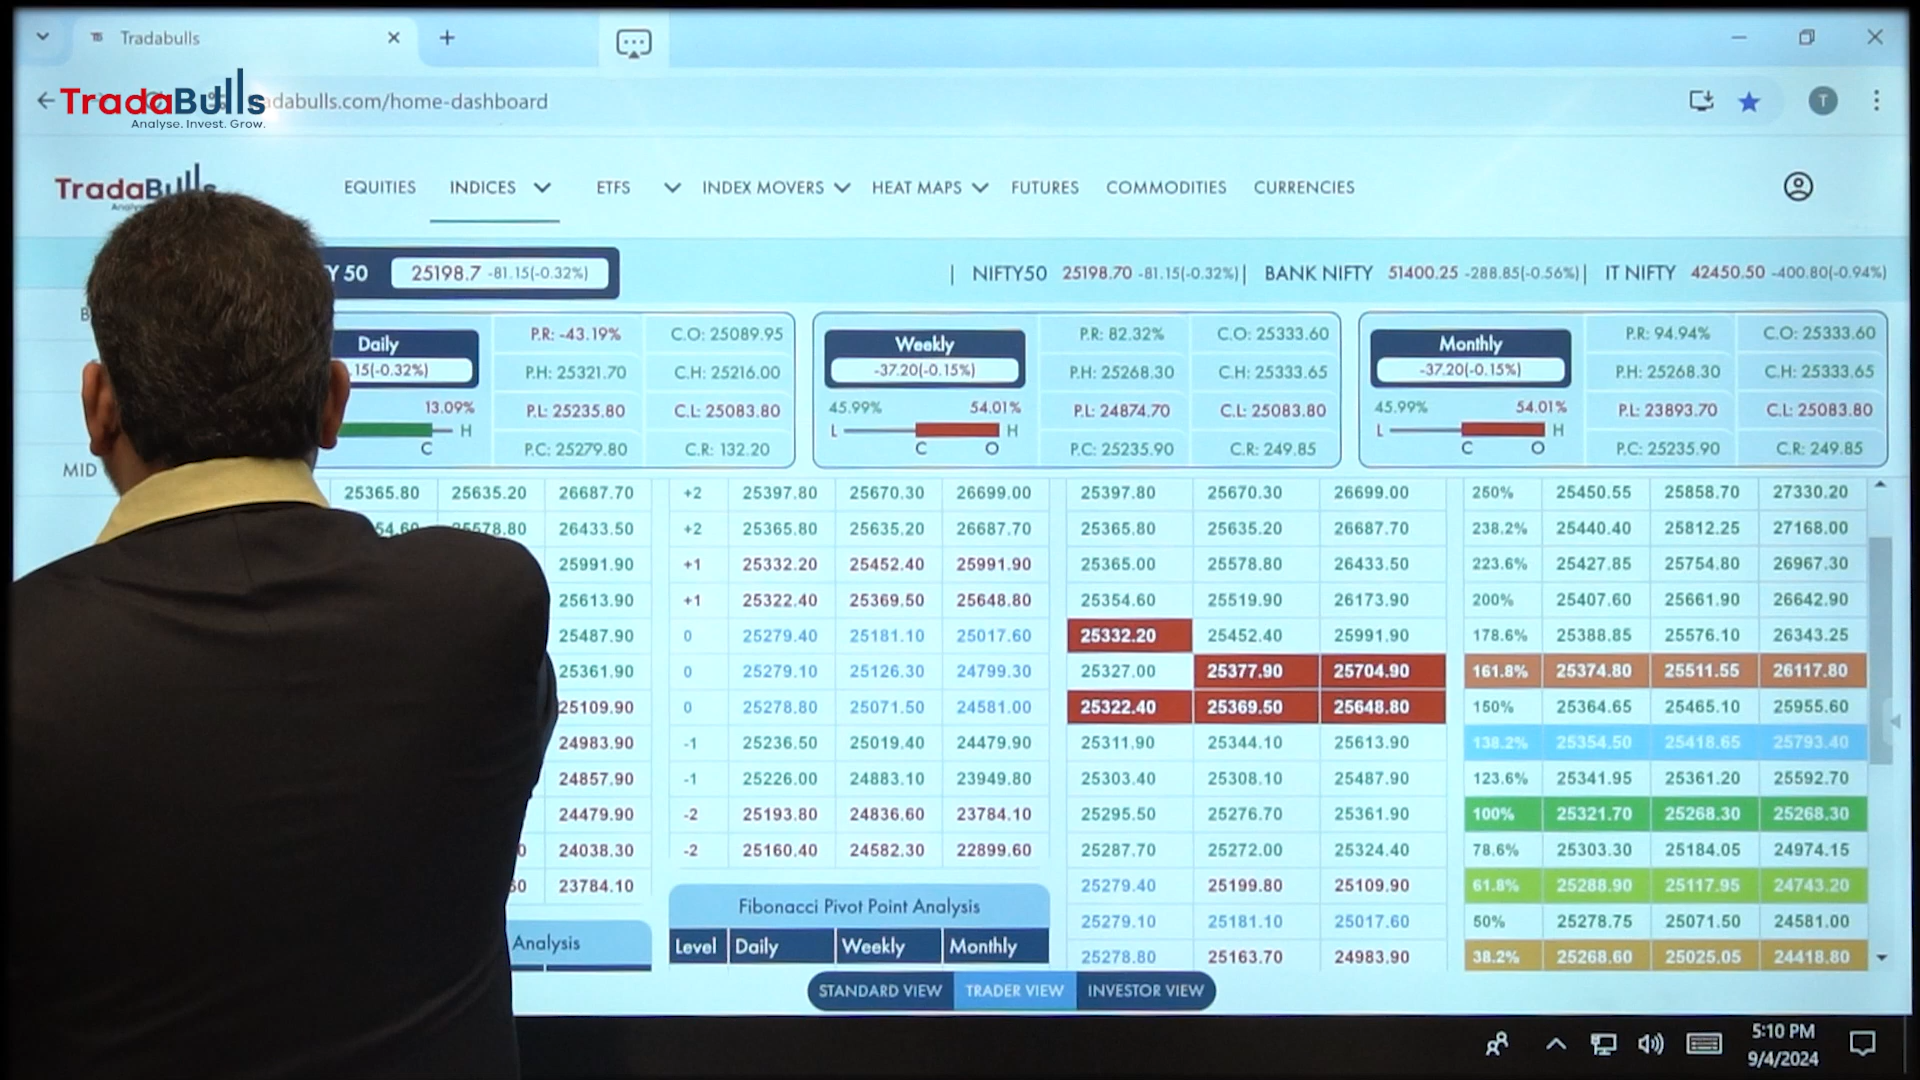 Tradabulls
TradaBulls
Analyse. Invest. Grow.
adabulls.com/home-dashboard
T
TradaBulls
EQUITIES INDICES ETFS INDEX MOVERS HEAT MAPS FUTURES COMMODITIES CURRENCIES
Y 50 25198.7 -81.15(-0.32%) | NIFTY50 25198.70 -81.15(-0.32%) | BANK NIFTY 51400.25 -288.85(-0.56%) | IT NIFTY 42450.50 -400.80(-0.94%)
Daily P.R: -43.19% C.O: 25089.95 Weekly P.R: 82.32% C.O: 25333.60 Monthly P.R: 94.94% C.O: 25333.60
.15(-0.32%) P.H: 25321.70 C.H: 25216.00 -37.20(-0.15%) P.H: 25268.30 C.H: 25333.65 -37.20(-0.15%) P.H: 25268.30 C.H: 25333.65
13.09% P.L: 25235.80 C.L: 25083.80 45.99% 54.01% P.L: 24874.70 C.L: 25083.80 45.99% 54.01% P.L: 23893.70 C.L: 25083.80
H L H L H
C P.C: 25279.80 C.R: 132.20 C O P.C: 25235.90 C.R: 249.85 C O P.C: 25235.90 C.R: 249.85
MID
25365.80 25635.20 26687.70 +2 25397.80 25670.30 26699.00 25397.80 25670.30 26699.00 250% 25450.55 25858.70 27330.20
54.60 25578.80 26433.50 +2 25365.80 25635.20 26687.70 25365.80 25635.20 26687.70 238.2% 25440.40 25812.25 27168.00
25991.90 +1 25332.20 25452.40 25991.90 25365.00 25578.80 26433.50 223.6% 25427.85 25754.80 26967.30
25613.90 +1 25322.40 25369.50 25648.80 25354.60 25519.90 26173.90 200% 25407.60 25661.90 26642.90
25487.90 0 25279.40 25181.10 25017.60 25332.20 25452.40 25991.90 178.6% 25388.85 25576.10 26343.25
25361.90 0 25279.10 25126.30 24799.30 25327.00 25377.90 25704.90 161.8% 25374.80 25511.55 26117.80
25109.90 0 25278.80 25071.50 24581.00 25322.40 25369.50 25648.80 150% 25364.65 25465.10 25955.60
24983.90 -1 25236.50 25019.40 24479.90 25311.90 25344.10 25613.90 138.2% 25354.50 25418.65 25793.40
24857.90 -1 25226.00 24883.10 23949.80 25303.40 25308.10 25487.90 123.6% 25341.95 25361.20 25592.70
24479.90 -2 25193.80 24836.60 23784.10 25295.50 25276.70 25361.90 100% 25321.70 25268.30 25268.30
0 24038.30 -2 25160.40 24582.30 22899.60 25287.70 25272.00 25324.40 78.6% 25303.30 25184.05 24974.15
60 23784.10 25279.40 25199.80 25109.90 61.8% 25288.90 25117.95 24743.20
Fibonacci Pivot Point Analysis 25279.10 25181.10 25017.60 50% 25278.75 25071.50 24581.00
Analysis Level Daily Weekly Monthly 25278.80 25163.70 24983.90 38.2% 25268.60 25025.05 24418.80
STANDARD VIEW TRADER VIEW INVESTOR VIEW
5:10 PM
9/4/2024